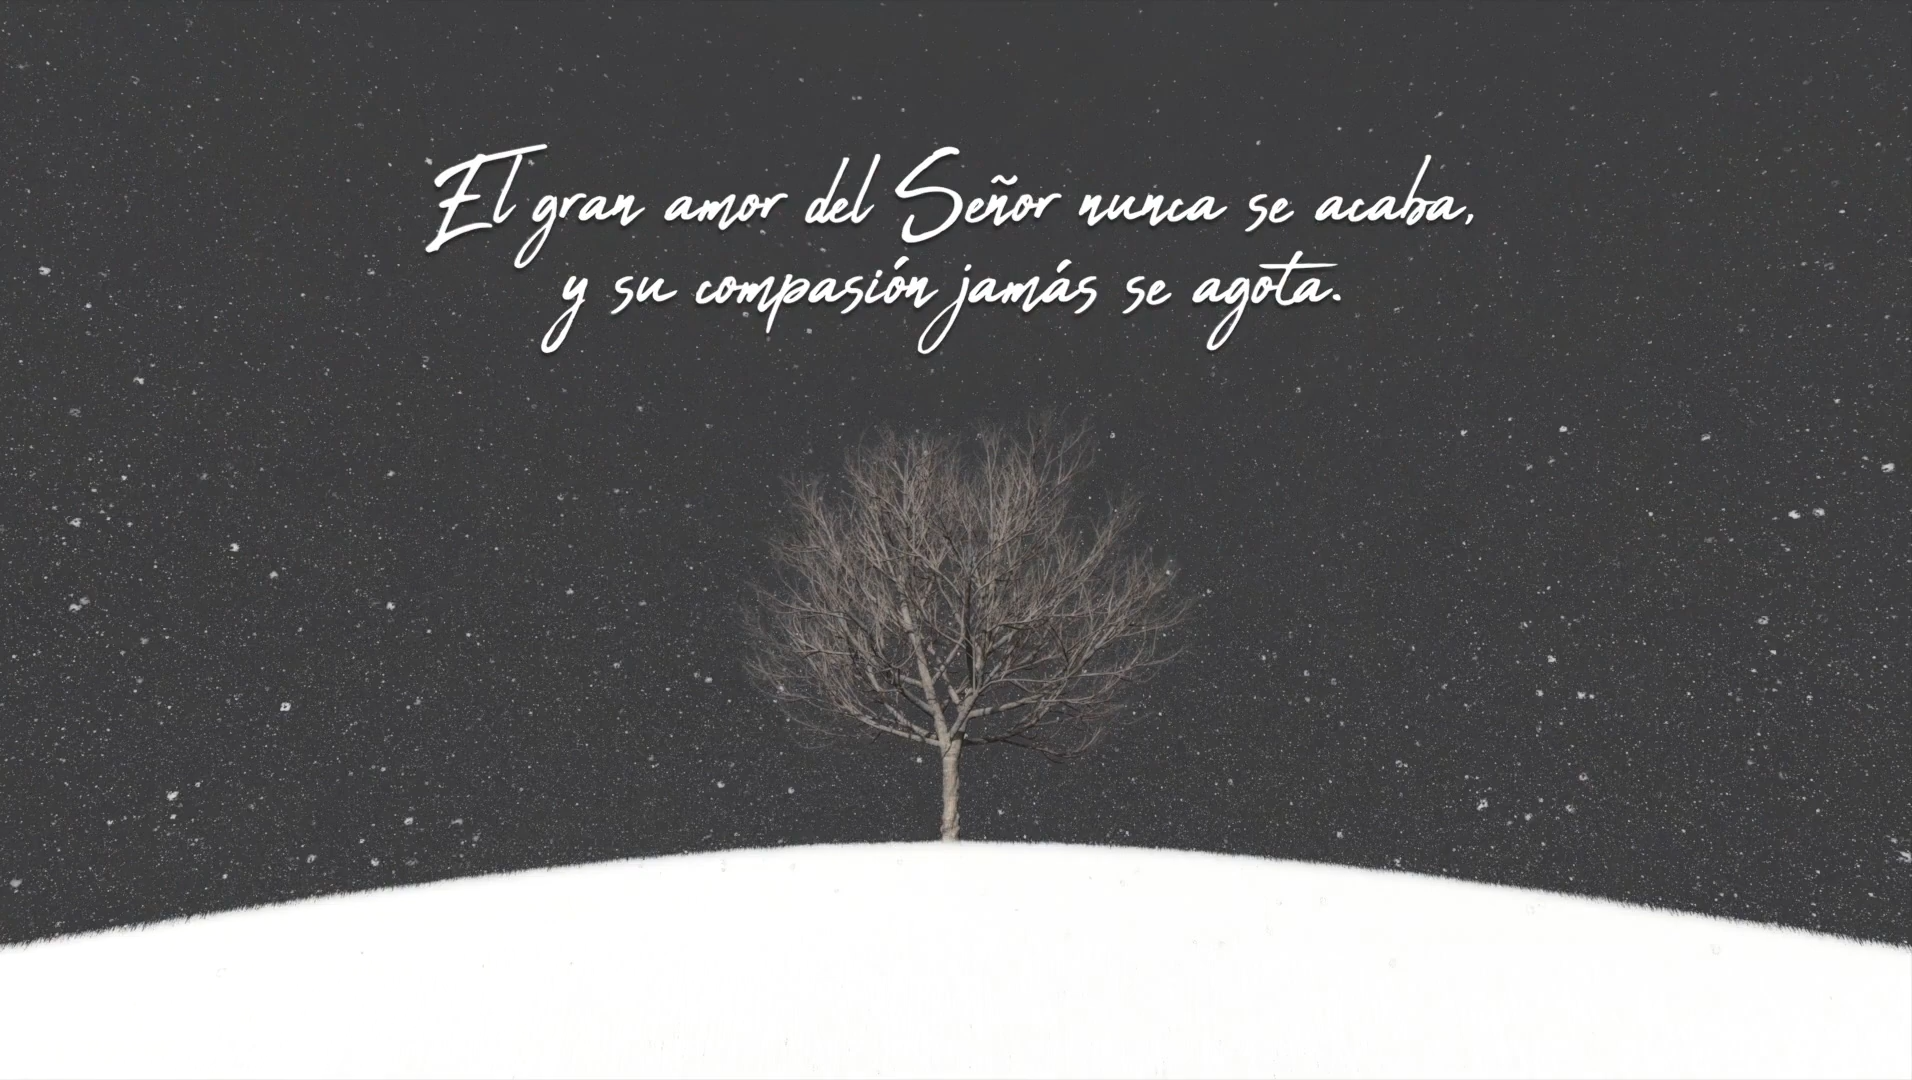 El gran amor del Señor nunca se acaba,
y su compasión jamás se agota.